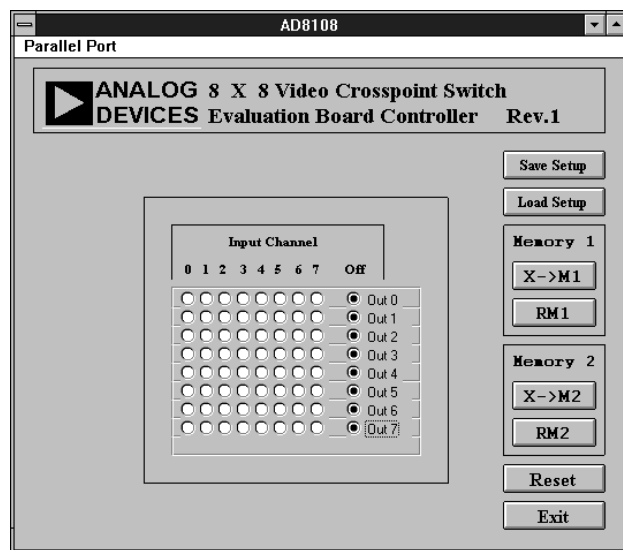 AD8108
Parallel Port
ANALOG DEVICES
8 X 8 Video Crosspoint Switch
Evaluation Board Controller Rev.1
Save Setup
Load Setup
Input Channel
0 1 2 3 4 5 6 7 Off
Out 0
Out 1
Out 2
Out 3
Out 4
Out 5
Out 6
Out 7
Memory 1
X->M1
RM1
Memory 2
X->M2
RM2
Reset
Exit